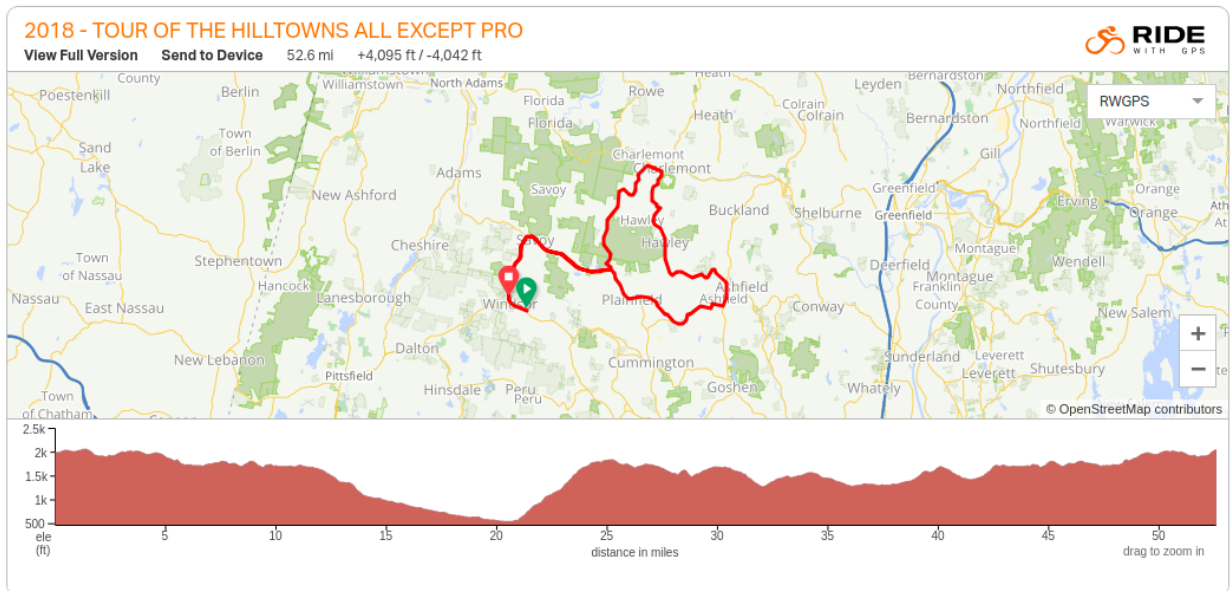 2018 - TOUR OF THE HILLTOWNS ALL EXCEPT PRO
View Full Version Send to Device 52.6 mi +4,095 ft / -4,042 ft
RIDE
WITH GPS
RWGPS
County
Poestenkill
Berlin
Williamstown
Williamstown
North Adams
Heath
Rowe
Florida
Florida
Heath
Colrain
Colrain
Leyden
Bernardston
Bernardston
Northfield
Northfield
Warwick
Town
of Berlin
Sand
Lake
Gill
Charlemont
Charlemont
Adams
Savoy
New Ashford
Greenfield
Greenfield
Erving
Orange
Orange
Buckland
Shelburne
Hawley
Hawley
Savoy
Cheshire
Montague
Montague
Wendell
Stephentown
Town
of Nassau
Hancock
Deerfield
Franklin
County
Nassau
East Nassau
Lanesborough
Windsor
Plainfield
Ashfield
Ashfield
Conway
New Salem
New Salem
Dalton
New Lebanon
Pittsfield
Cummington
Sunderland
Leverett
Leverett
Shutesbury
Hinsdale
Peru
Peru
Goshen
Whately
Town
of Chatham
+
−
© OpenStreetMap contributors
2.5k
2k
1.5k
1k
500
ele
(ft)
5 10 15 20 25 30 35 40 45 50
distance in miles
drag to zoom in